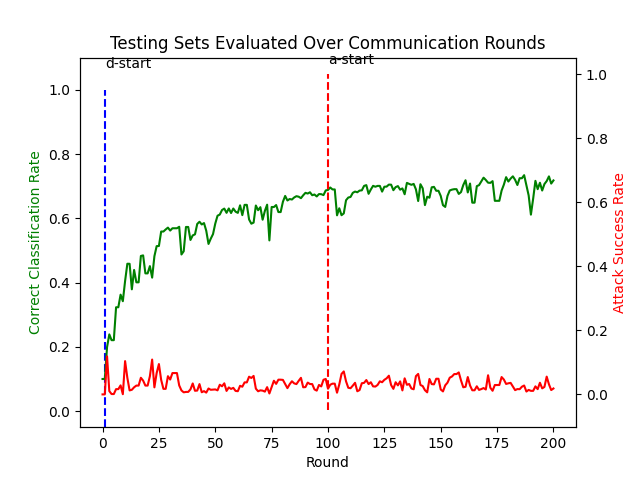 Testing Sets Evaluated Over Communication Rounds
d-start
a-start
1.0
0.8
0.6
0.4
0.2
0.0
Correct Classification Rate
1.0
0.8
0.6
0.4
0.2
0.0
Attack Success Rate
0 25 50 75 100 125 150 175 200
Round